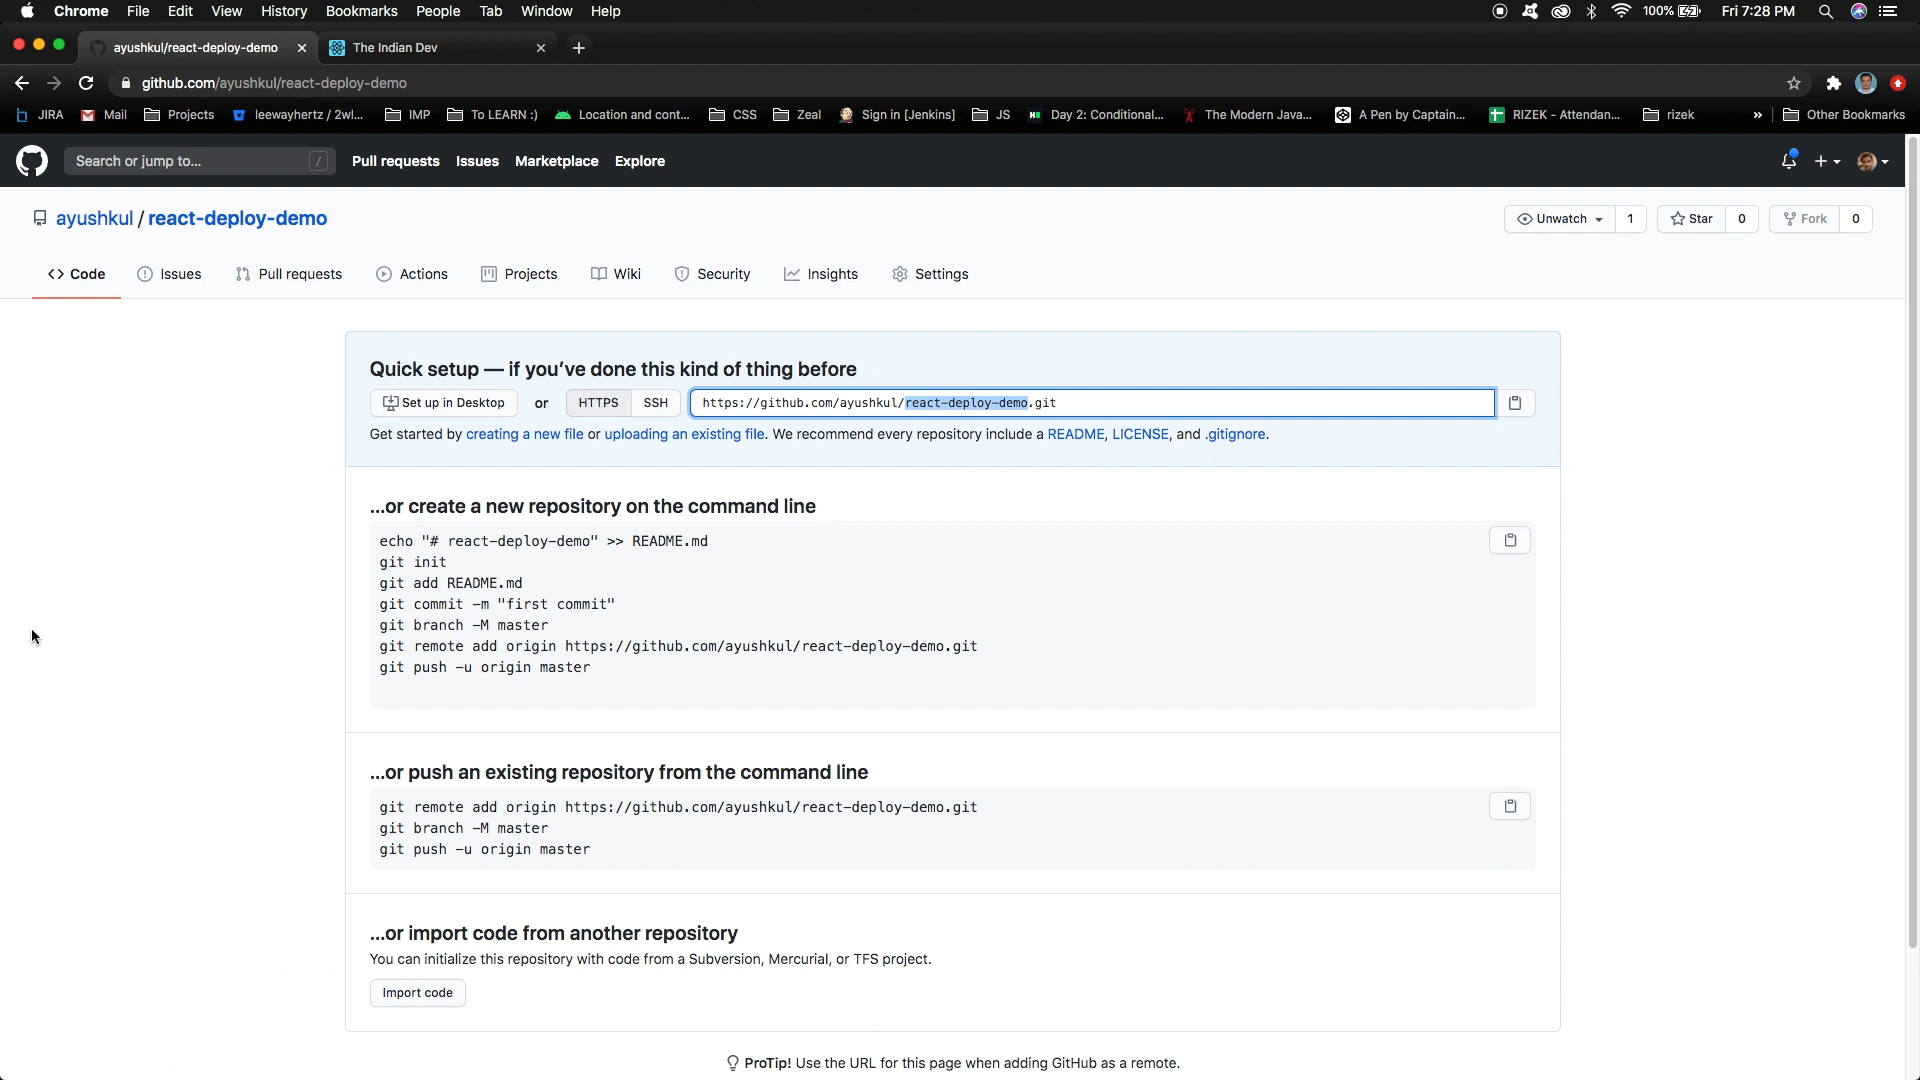 Chrome File Edit View History Bookmarks People Tab Window Help 100% Fri 7:28 PM
ayushkul/react-deploy-demo The Indian Dev
github.com/ayushkul/react-deploy-demo
JIRA Mail Projects leewayhertz / 2wl... IMP To LEARN :) Location and cont... CSS Zeal Sign in [Jenkins] JS Day 2: Conditional... The Modern Java... A Pen by Captain... RIZEK - Attendan... rizek » Other Bookmarks
Search or jump to... / Pull requests Issues Marketplace Explore
ayushkul / react-deploy-demo Unwatch 1 Star 0 Fork 0
Code Issues Pull requests Actions Projects Wiki Security Insights Settings
Quick setup — if you’ve done this kind of thing before
Set up in Desktop or HTTPS SSH https://github.com/ayushkul/react-deploy-demo.git
Get started by creating a new file or uploading an existing file. We recommend every repository include a README, LICENSE, and .gitignore.
…or create a new repository on the command line
echo "# react-deploy-demo" >> README.md
git init
git add README.md
git commit -m "first commit"
git branch -M master
git remote add origin https://github.com/ayushkul/react-deploy-demo.git
git push -u origin master
…or push an existing repository from the command line
git remote add origin https://github.com/ayushkul/react-deploy-demo.git
git branch -M master
git push -u origin master
…or import code from another repository
You can initialize this repository with code from a Subversion, Mercurial, or TFS project.
Import code
ProTip! Use the URL for this page when adding GitHub as a remote.